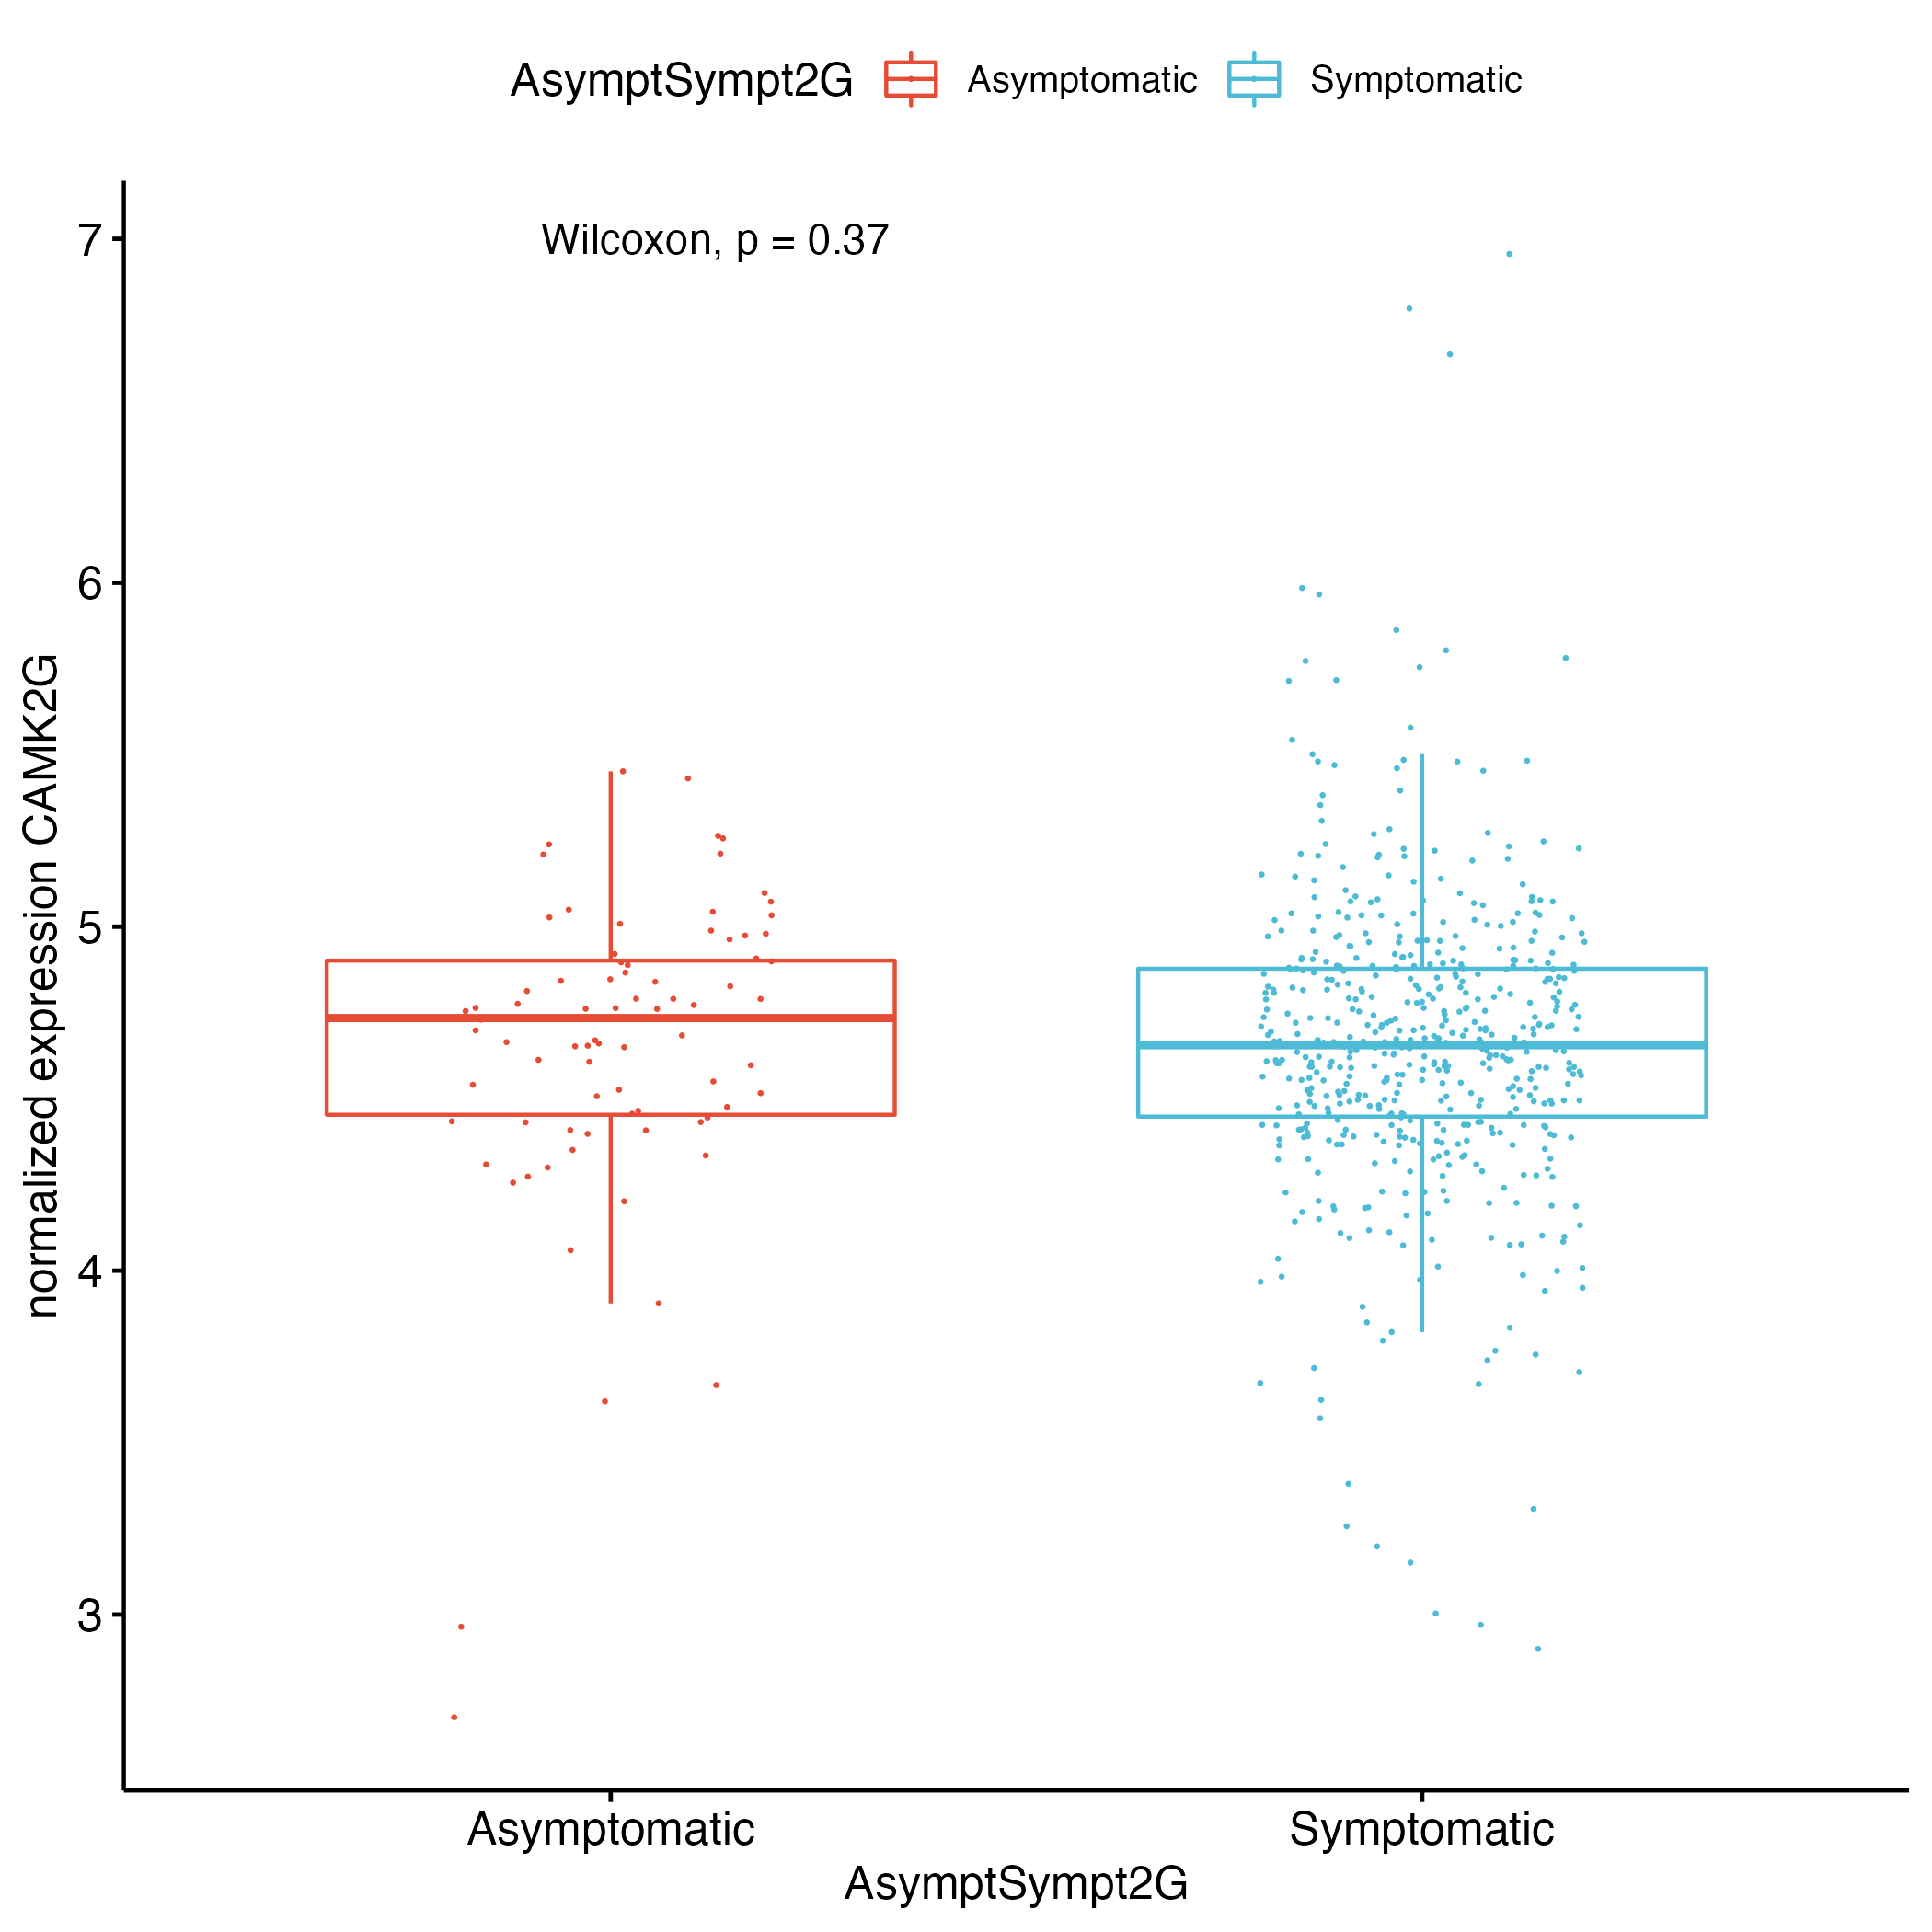 AsymptSympt2G Asymptomatic Symptomatic
Wilcoxon, p = 0.37
normalized expression CAMK2G
7
6
5
4
3
Asymptomatic Symptomatic
AsymptSympt2G